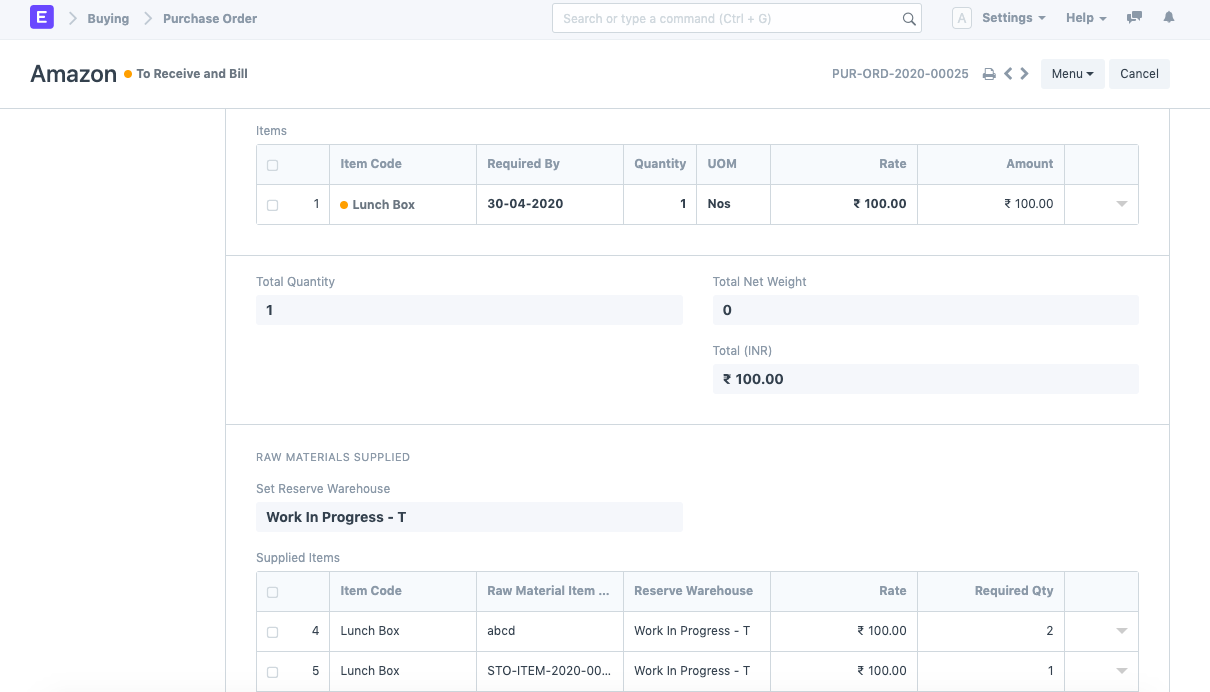 E Buying Purchase Order Search or type a command (Ctrl + G) A Settings Help
Amazon To Receive and Bill PUR-ORD-2020-00025 Menu Cancel
Items
Item Code Required By Quantity UOM Rate Amount
1 Lunch Box 30-04-2020 1 Nos ₹ 100.00 ₹ 100.00
Total Quantity Total Net Weight
1 0
Total (INR)
₹ 100.00
RAW MATERIALS SUPPLIED
Set Reserve Warehouse
Work In Progress - T
Supplied Items
Item Code Raw Material Item ... Reserve Warehouse Rate Required Qty
4 Lunch Box abcd Work In Progress - T ₹ 100.00 2
5 Lunch Box STO-ITEM-2020-00... Work In Progress - T ₹ 100.00 1